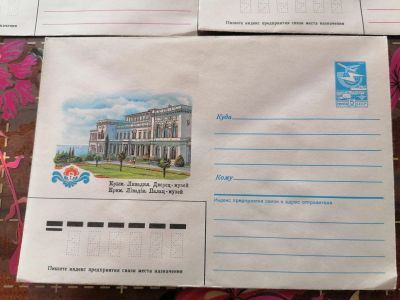 Пишите индекс предприятия связи места назначения
Куда
Крым. Ливадия. Дворец-музей
Крим. Лівадія. Палац-музей
Кому
Индекс предприятия связи и адрес отправителя
Пишите индекс предприятия связи места назначения